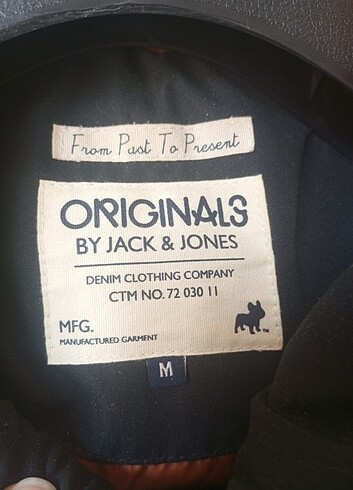 From Past To Present
ORIGINALS
BY JACK & JONES
DENIM CLOTHING COMPANY
CTM NO. 72 030 11
MFG.
MANUFACTURED GARMENT
M